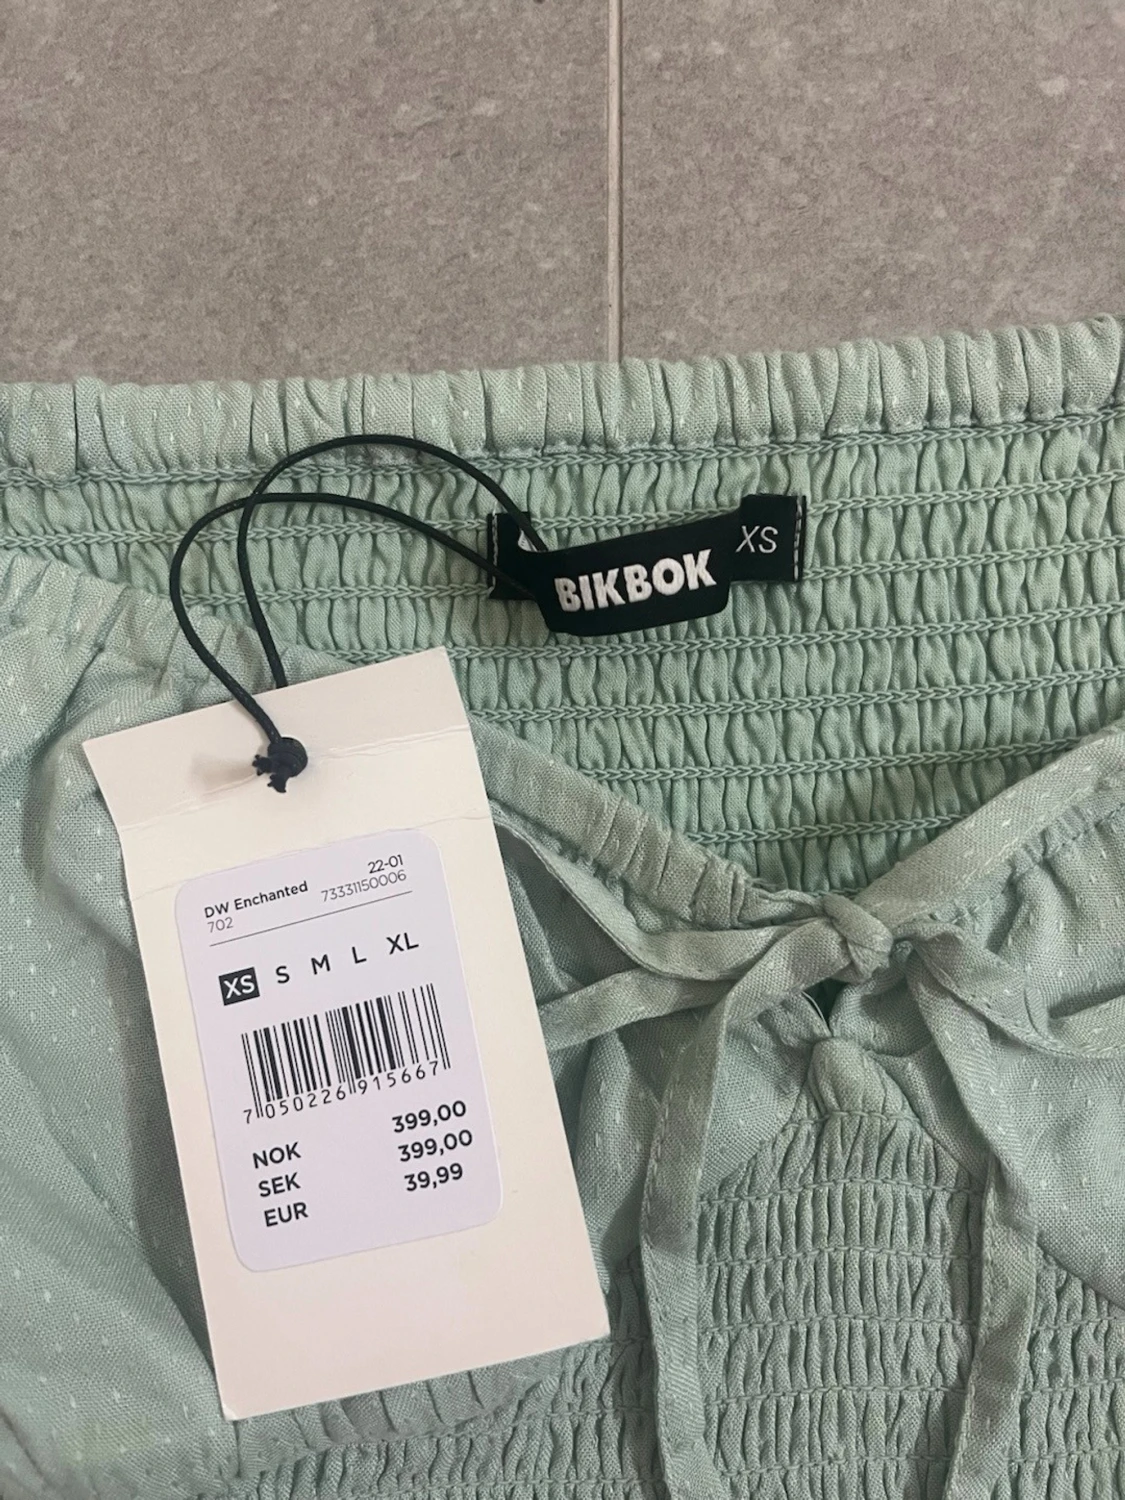 BIKBOK
XS
DW Enchanted 22-01
702 73331150006
XS S M L XL
7 050226 915667
NOK 399,00
SEK 399,00
EUR 39,99